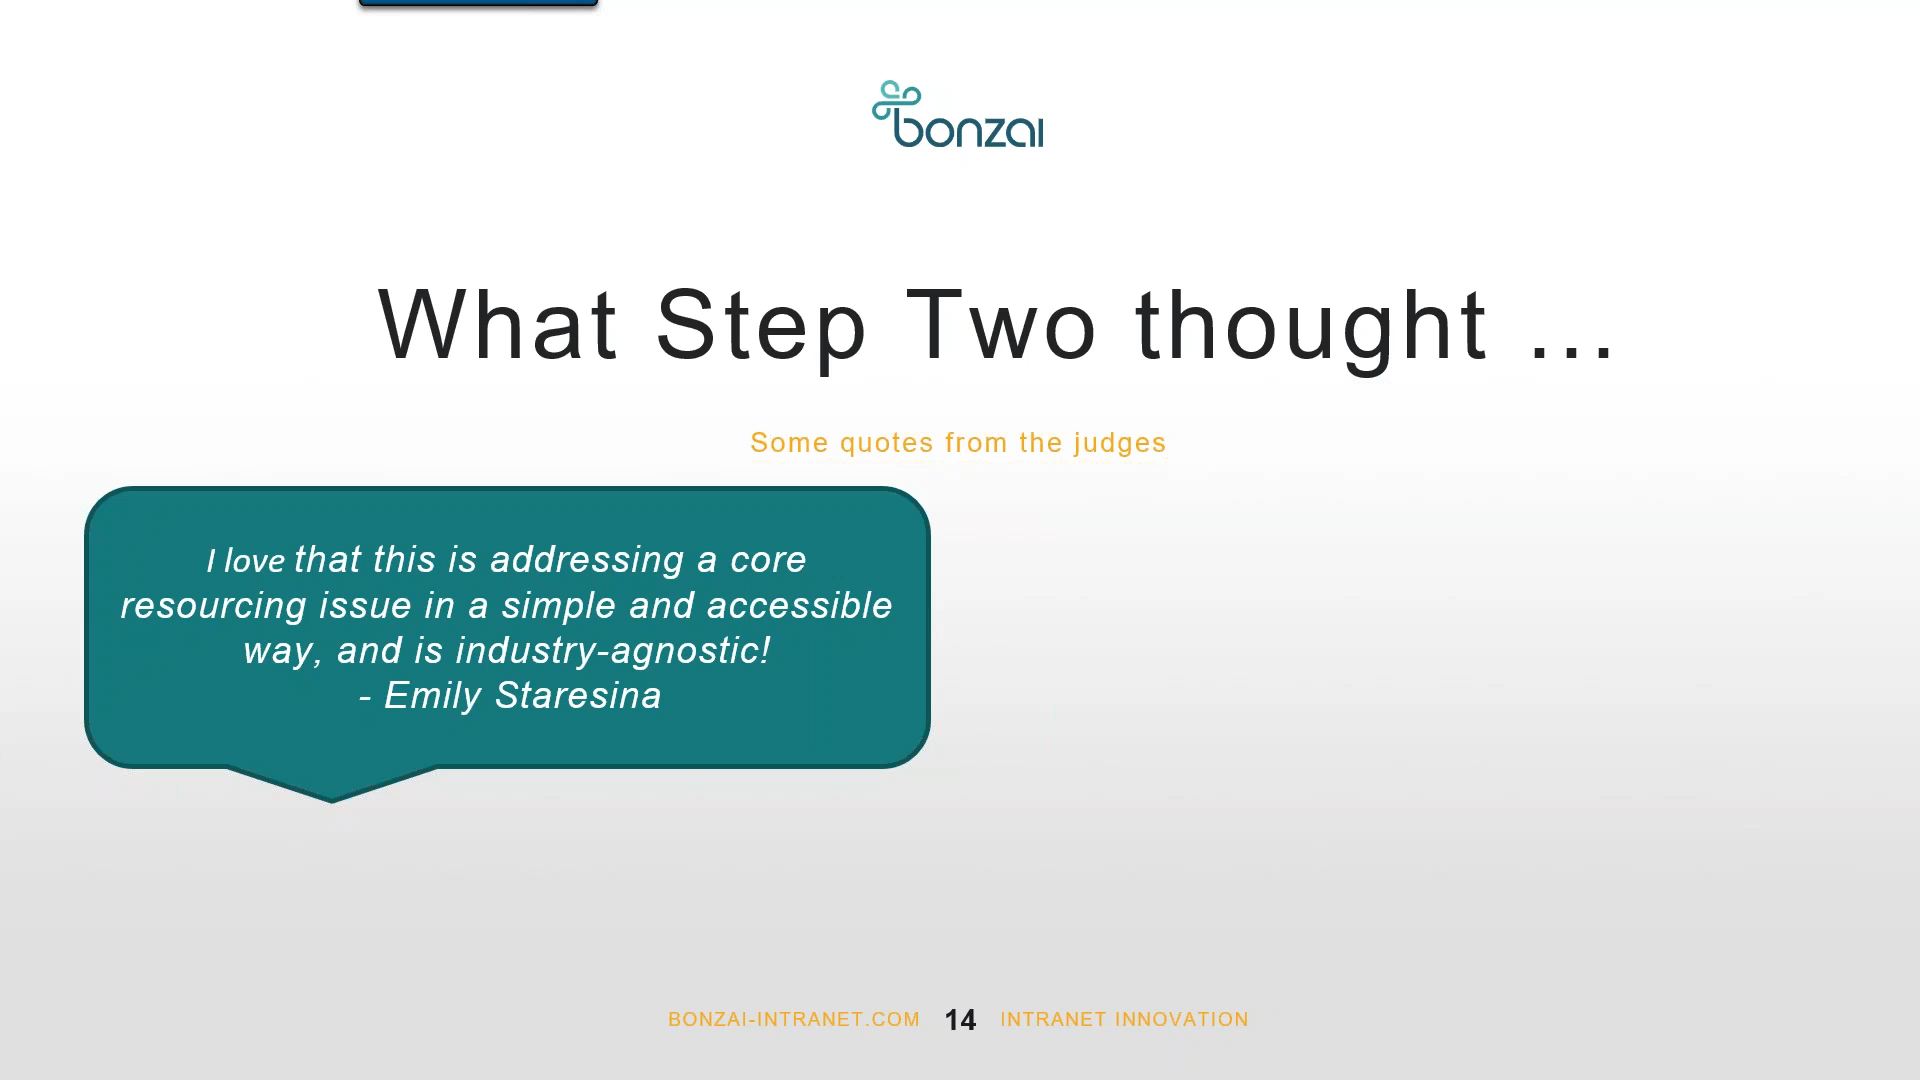 bonzai
What Step Two thought ...
Some quotes from the judges
I love that this is addressing a core
resourcing issue in a simple and accessible
way, and is industry-agnostic!
- Emily Staresina
BONZAI-INTRANET.COM 14 INTRANET INNOVATION